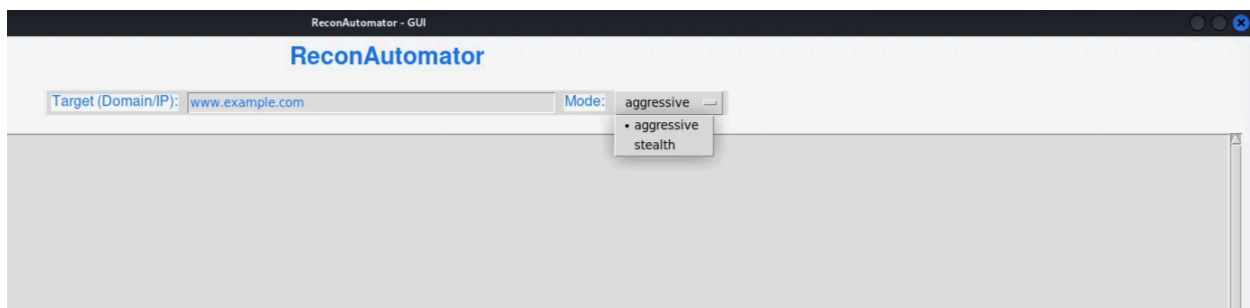 ReconAutomator - GUI
ReconAutomator
Target (Domain/IP): www.example.com Mode: aggressive
• aggressive
stealth